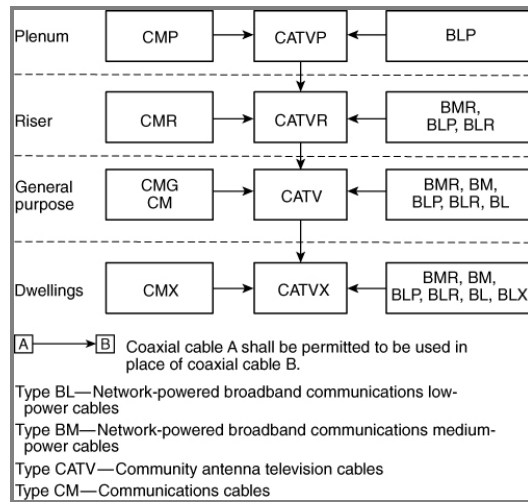 Plenum
CMP
CATVP
BLP
Riser
CMR
CATVR
BMR,
BLP, BLR
General
purpose
CMG
CM
CATV
BMR, BM,
BLP, BLR, BL
Dwellings
CMX
CATVX
BMR, BM,
BLP, BLR, BL, BLX
A B Coaxial cable A shall be permitted to be used in
place of coaxial cable B.
Type BL—Network-powered broadband communications low-
power cables
Type BM—Network-powered broadband communications medium-
power cables
Type CATV—Community antenna television cables
Type CM—Communications cables